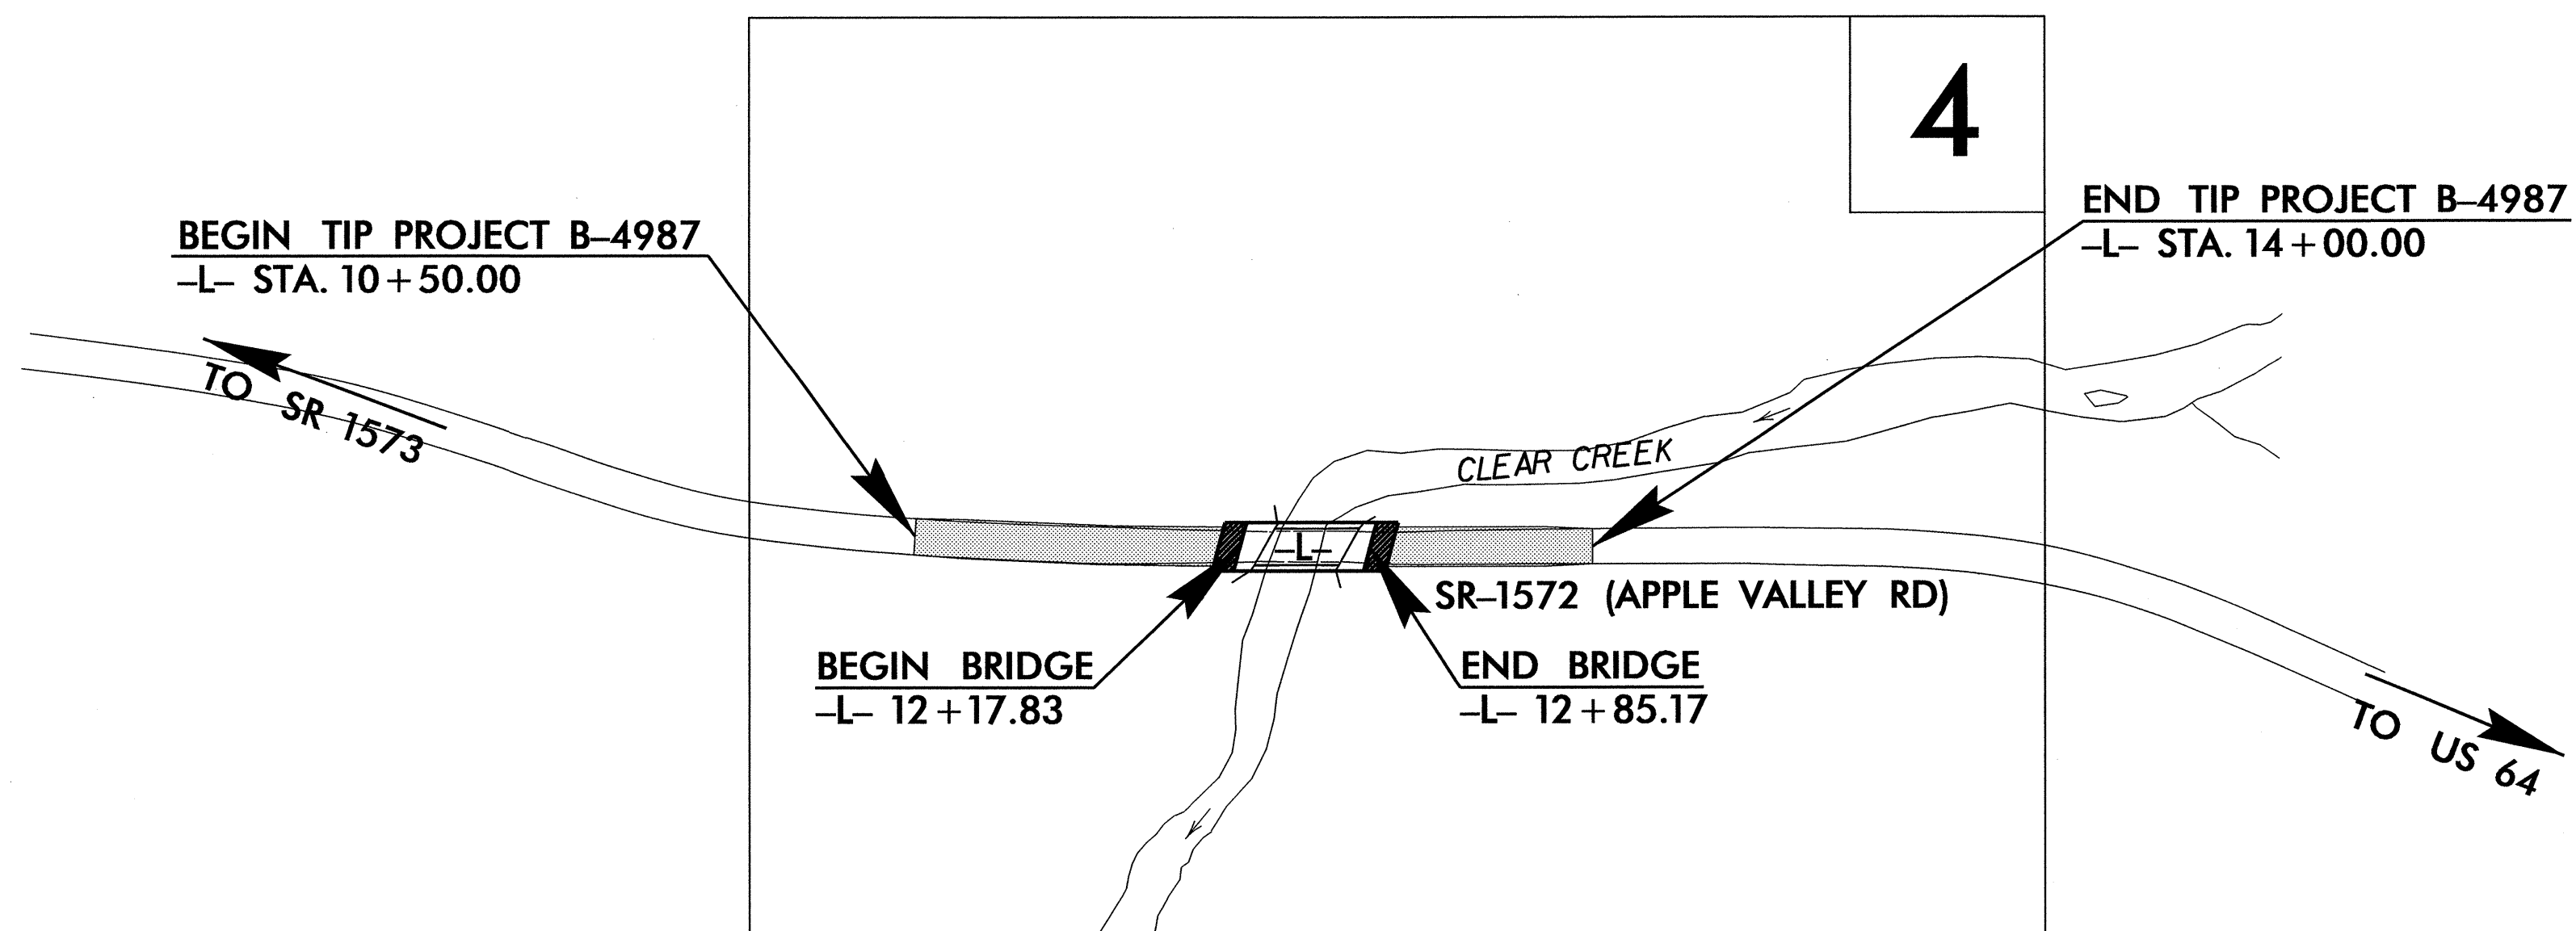 4
END TIP PROJECT B–4987
–L– STA. 14+00.00
BEGIN TIP PROJECT B–4987
–L– STA. 10+50.00
TO SR 1573
CLEAR CREEK
–L–
SR–1572 (APPLE VALLEY RD)
BEGIN BRIDGE
–L– 12+17.83
END BRIDGE
–L– 12+85.17
TO US 64